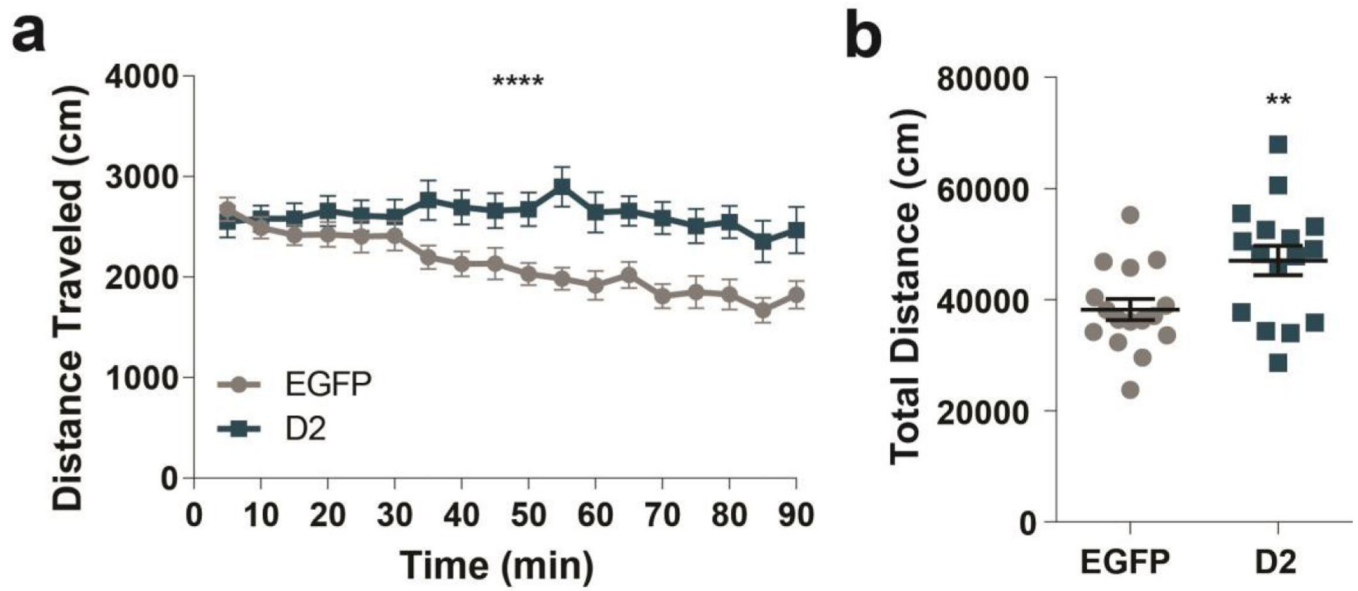 a
Distance Traveled (cm)
4000
3000
2000
1000
0
****
EGFP
D2
0 10 20 30 40 50 60 70 80 90
Time (min)
b
Total Distance (cm)
80000
60000
40000
20000
0
**
EGFP D2